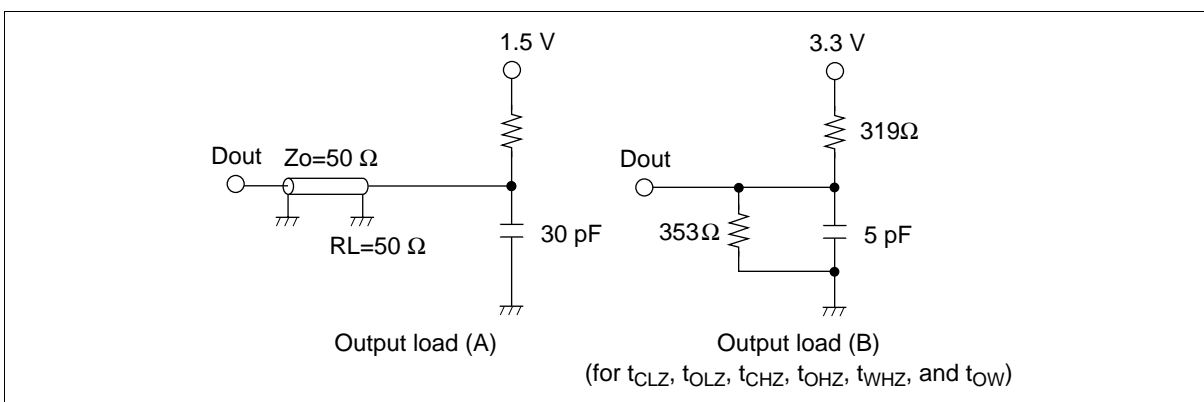 1.5 V
Dout
Zo=50 Ω
RL=50 Ω
30 pF
Output load (A)
3.3 V
319Ω
Dout
353Ω
5 pF
Output load (B)
(for tCLZ, tOLZ, tCHZ, tOHZ, tWHZ, and tOW)